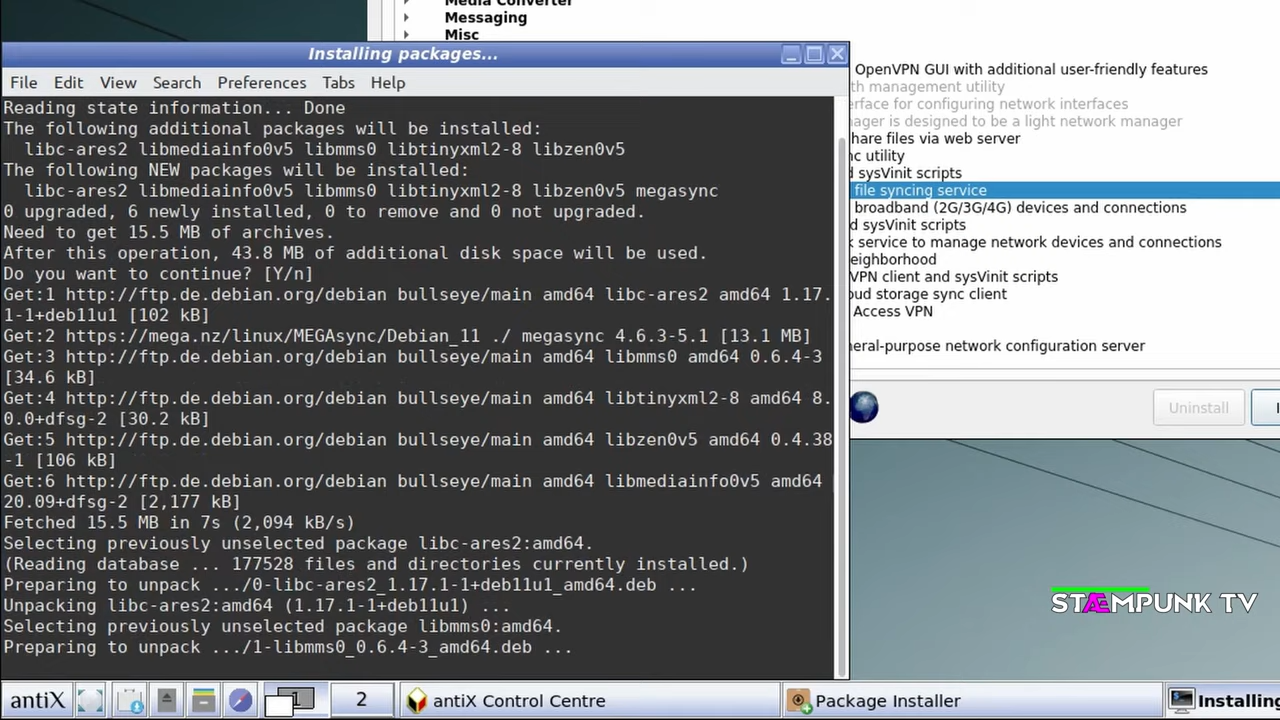 Media Converter
Messaging
Misc
Installing packages...
File Edit View Search Preferences Tabs Help
Reading state information... Done
The following additional packages will be installed:
libc-ares2 libmediainfo0v5 libmms0 libtinyxml2-8 libzen0v5
The following NEW packages will be installed:
libc-ares2 libmediainfo0v5 libmms0 libtinyxml2-8 libzen0v5 megasync
0 upgraded, 6 newly installed, 0 to remove and 0 not upgraded.
Need to get 15.5 MB of archives.
After this operation, 43.8 MB of additional disk space will be used.
Do you want to continue? [Y/n]
Get:1 http://ftp.de.debian.org/debian bullseye/main amd64 libc-ares2 amd64 1.17.
1-1+deb11u1 [102 kB]
Get:2 https://mega.nz/linux/MEGAsync/Debian_11 ./ megasync 4.6.3-5.1 [13.1 MB]
Get:3 http://ftp.de.debian.org/debian bullseye/main amd64 libmms0 amd64 0.6.4-3
[34.6 kB]
Get:4 http://ftp.de.debian.org/debian bullseye/main amd64 libtinyxml2-8 amd64 8.
0.0+dfsg-2 [30.2 kB]
Get:5 http://ftp.de.debian.org/debian bullseye/main amd64 libzen0v5 amd64 0.4.38
-1 [106 kB]
Get:6 http://ftp.de.debian.org/debian bullseye/main amd64 libmediainfo0v5 amd64
20.09+dfsg-2 [2,177 kB]
Fetched 15.5 MB in 7s (2,094 kB/s)
Selecting previously unselected package libc-ares2:amd64.
(Reading database ... 177528 files and directories currently installed.)
Preparing to unpack .../0-libc-ares2_1.17.1-1+deb11u1_amd64.deb ...
Unpacking libc-ares2:amd64 (1.17.1-1+deb11u1) ...
Selecting previously unselected package libmms0:amd64.
Preparing to unpack .../1-libmms0_0.6.4-3_amd64.deb ...
OpenVPN GUI with additional user-friendly features
th management utility
erface for configuring network interfaces
nager is designed to be a light network manager
hare files via web server
nc utility
d sysVinit scripts
file syncing service
broadband (2G/3G/4G) devices and connections
d sysVinit scripts
k service to manage network devices and connections
eighborhood
VPN client and sysVinit scripts
oud storage sync client
Access VPN
neral-purpose network configuration server
Uninstall
STÆMPUNK TV
antiX 1 2 antiX Control Centre Package Installer Installing